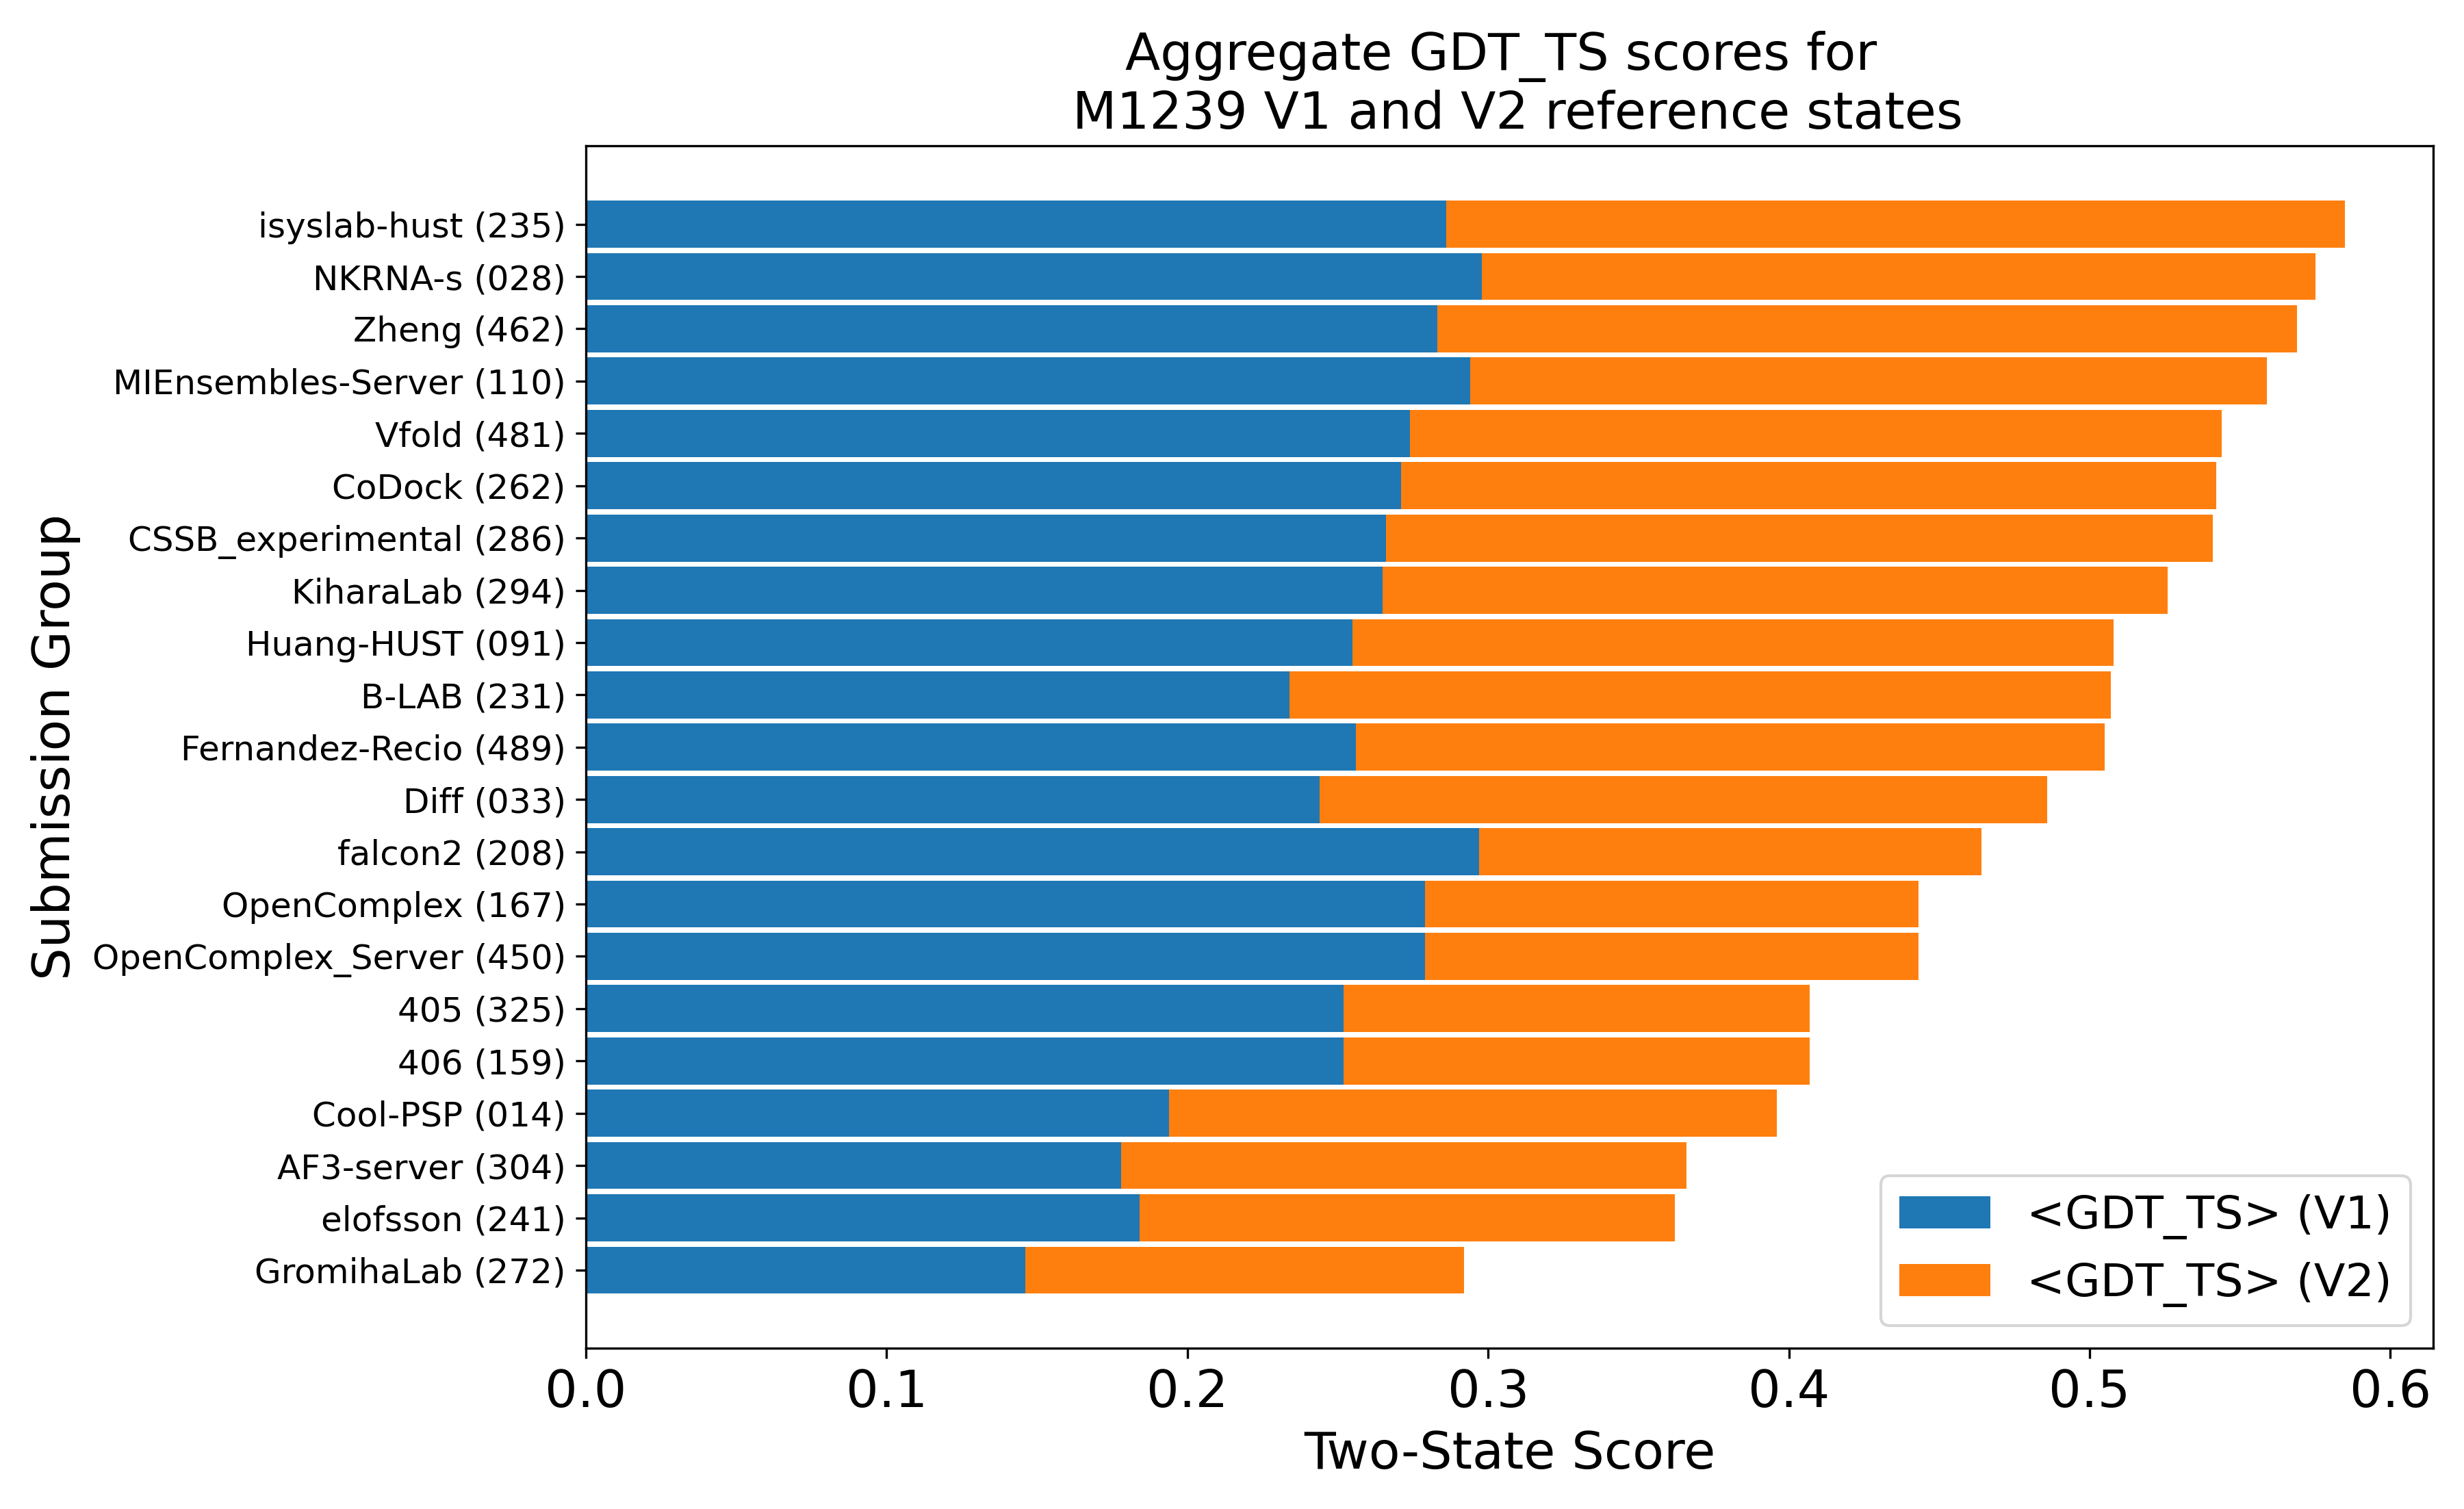 Aggregate GDT_TS scores for
M1239 V1 and V2 reference states
Submission Group
isyslab-hust (235)
NKRNA-s (028)
Zheng (462)
MIEnsembles-Server (110)
Vfold (481)
CoDock (262)
CSSB_experimental (286)
KiharaLab (294)
Huang-HUST (091)
B-LAB (231)
Fernandez-Recio (489)
Diff (033)
falcon2 (208)
OpenComplex (167)
OpenComplex_Server (450)
405 (325)
406 (159)
Cool-PSP (014)
AF3-server (304)
elofsson (241)
GromihaLab (272)
<GDT_TS> (V1)
<GDT_TS> (V2)
0.0 0.1 0.2 0.3 0.4 0.5 0.6
Two-State Score